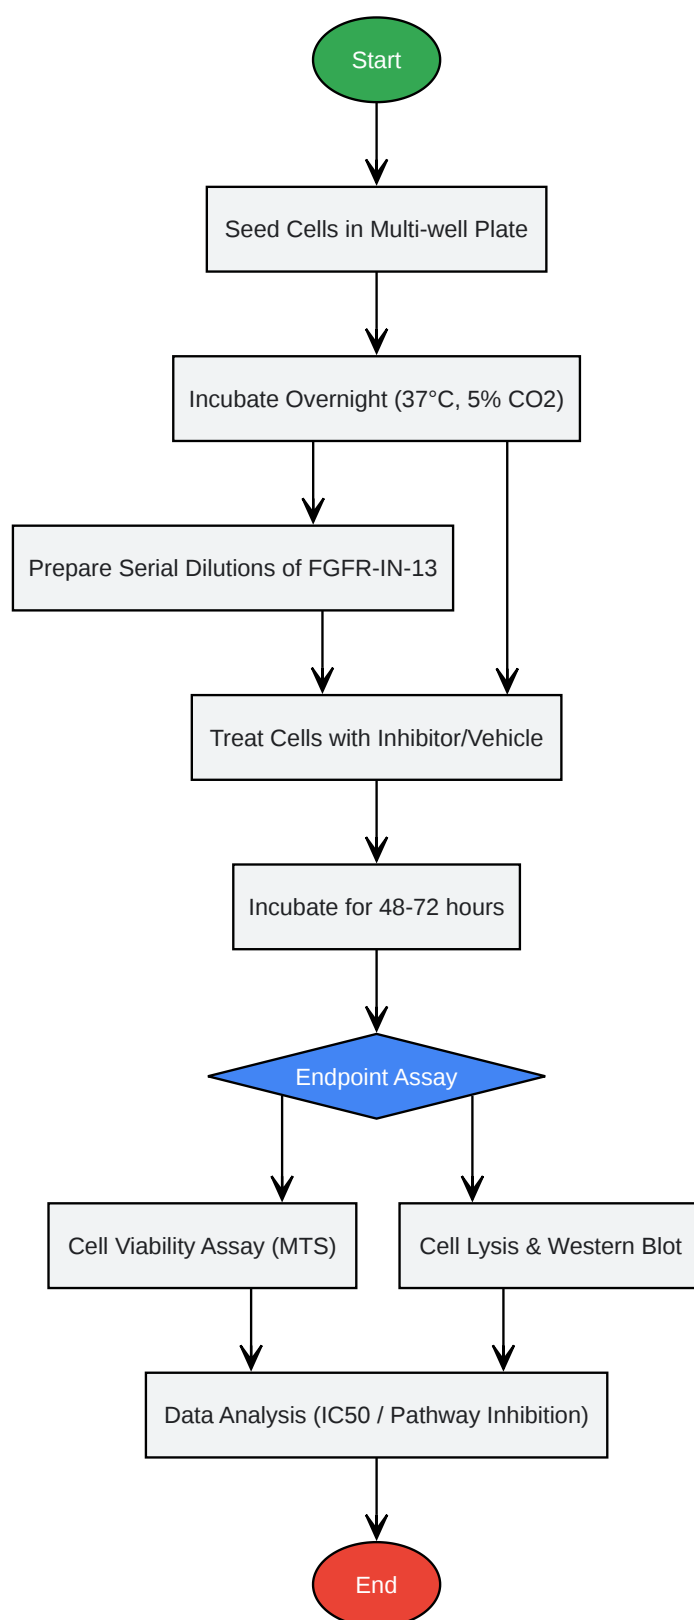 Start
Seed Cells in Multi-well Plate
Incubate Overnight (37°C, 5% CO2)
Prepare Serial Dilutions of FGFR-IN-13
Treat Cells with Inhibitor/Vehicle
Incubate for 48-72 hours
Endpoint Assay
Cell Viability Assay (MTS)
Cell Lysis & Western Blot
Data Analysis (IC50 / Pathway Inhibition)
End